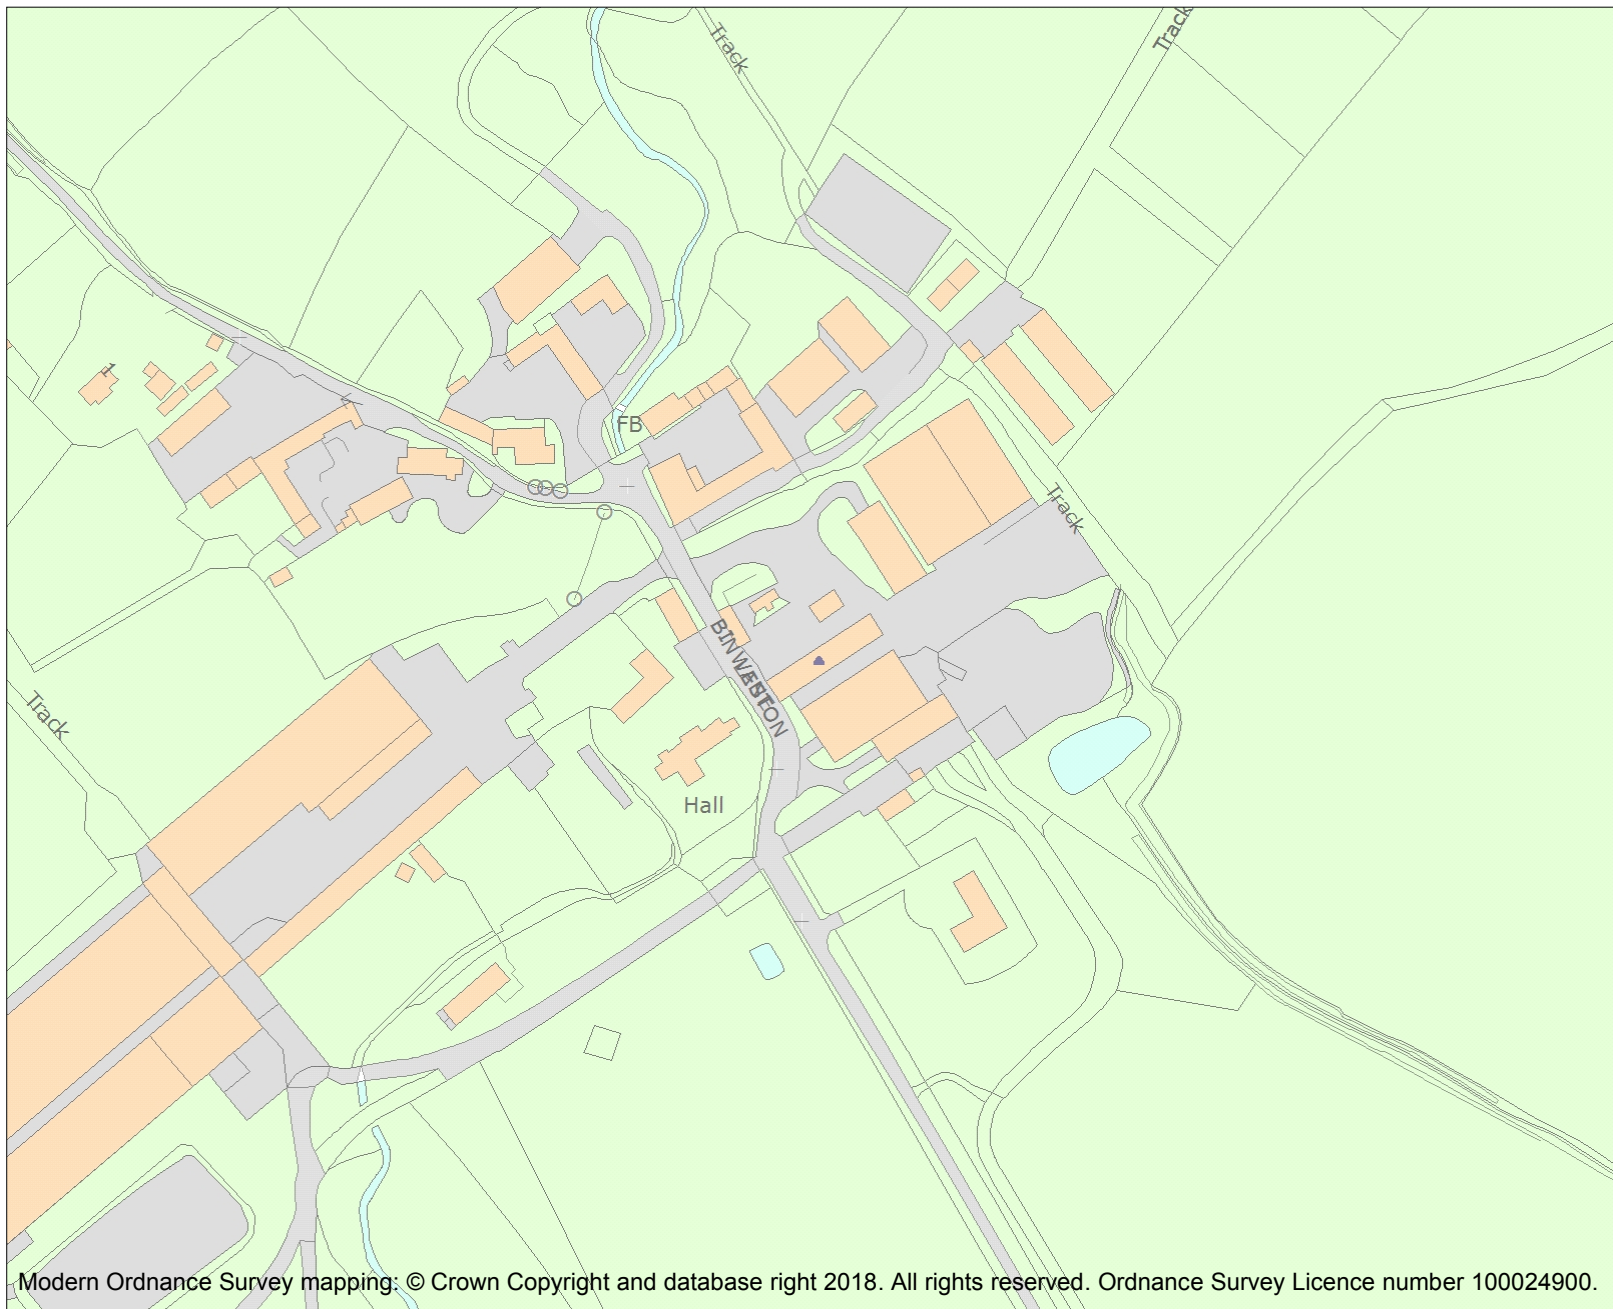 Track
Track
1
FB
Track
BINWESTON
Track
Hall
Modern Ordnance Survey mapping: © Crown Copyright and database right 2018. All rights reserved. Ordnance Survey Licence number 100024900.